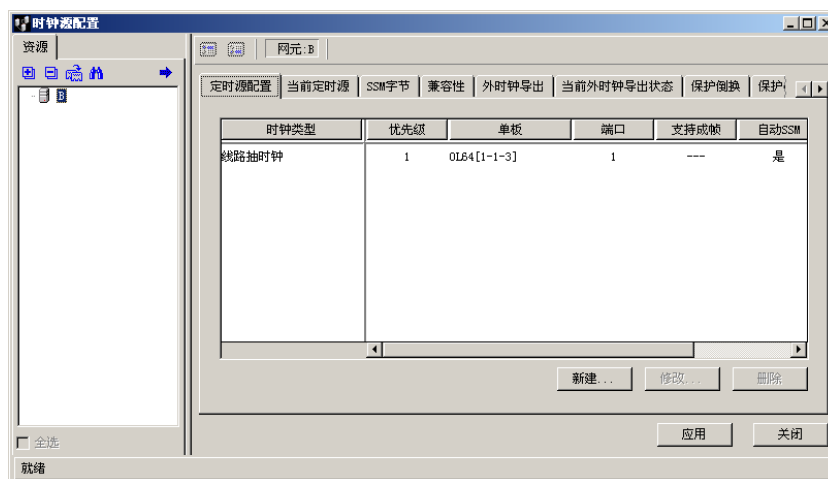 时钟源配置
资源
网元:B
定时源配置 当前定时源 SSM字节 兼容性 外时钟导出 当前外时钟导出状态 保护倒换 保护
B
时钟类型 优先级 单板 端口 支持成帧 自动SSM
线路抽时钟 1 OL64[1-1-3] 1 --- 是
新建... 修改... 删除
应用 关闭
全选
就绪